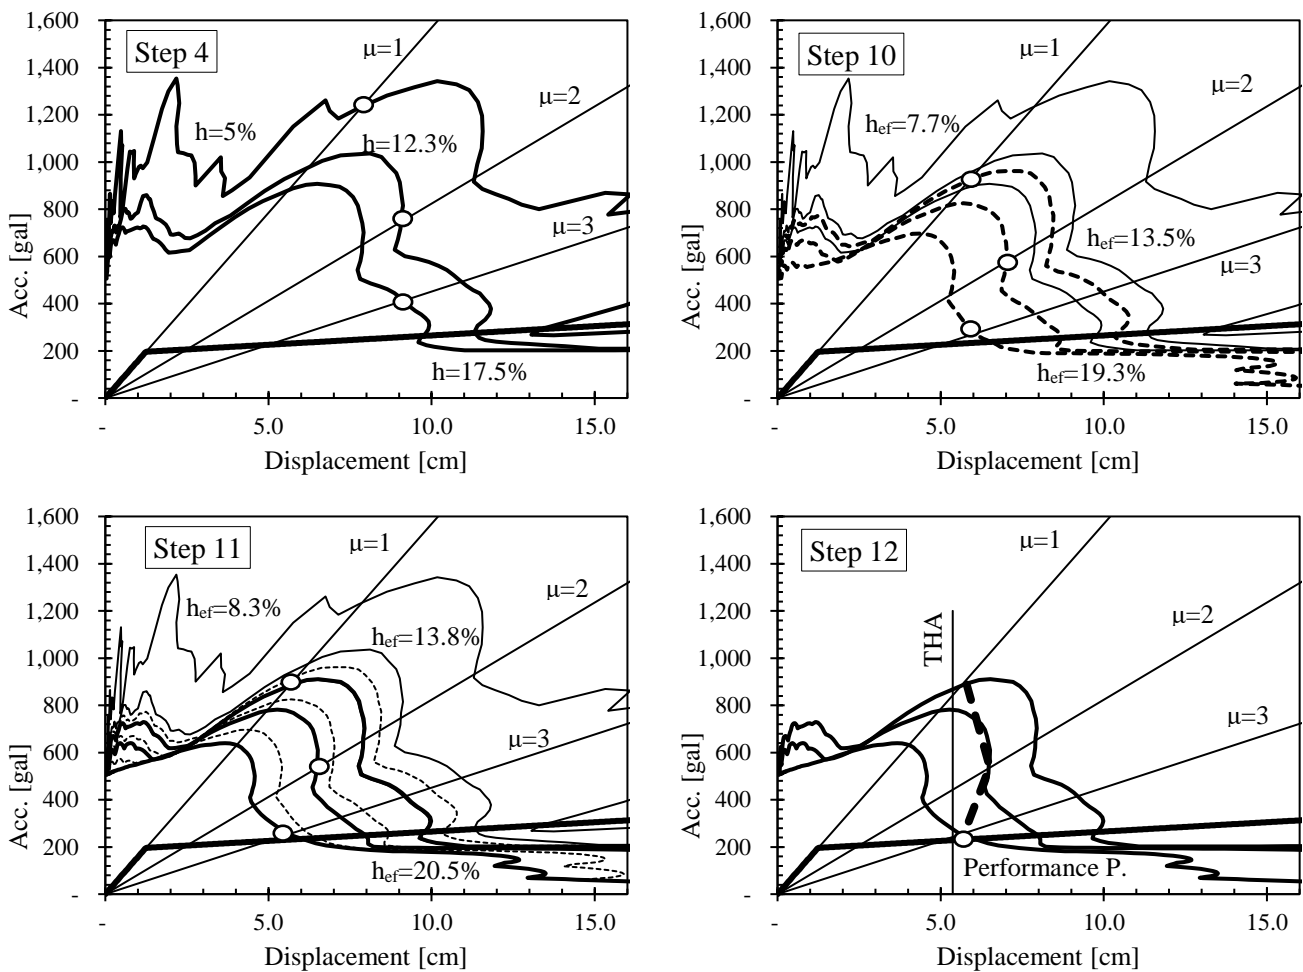 1,600
1,400
1,200
1,000
800
600
400
200
-
Acc. [gal]
Step 4
μ=1
μ=2
μ=3
h=5%
h=12.3%
h=17.5%
- 5.0 10.0 15.0
Displacement [cm]
1,600
1,400
1,200
1,000
800
600
400
200
-
Acc. [gal]
Step 10
μ=1
μ=2
μ=3
hef=7.7%
hef=13.5%
hef=19.3%
- 5.0 10.0 15.0
Displacement [cm]
1,600
1,400
1,200
1,000
800
600
400
200
-
Acc. [gal]
Step 11
μ=1
μ=2
μ=3
hef=8.3%
hef=13.8%
hef=20.5%
- 5.0 10.0 15.0
Displacement [cm]
1,600
1,400
1,200
1,000
800
600
400
200
-
Acc. [gal]
Step 12
μ=1
μ=2
μ=3
THA
Performance P.
- 5.0 10.0 15.0
Displacement [cm]